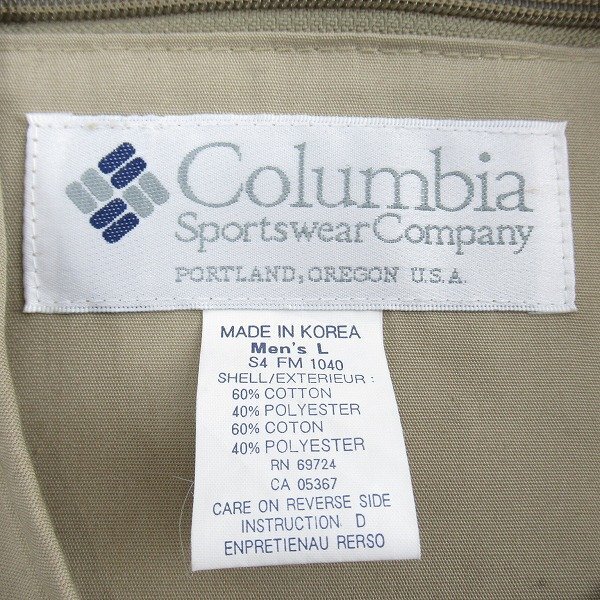 Columbia
Sportswear Company
PORTLAND, OREGON U.S.A.
MADE IN KOREA
Men's L
S4 FM 1040
SHELL/EXTERIEUR :
60% COTTON
40% POLYESTER
60% COTON
40% POLYESTER
RN 69724
CA 05367
CARE ON REVERSE SIDE
INSTRUCTION D
ENPRETIENAU RERSO